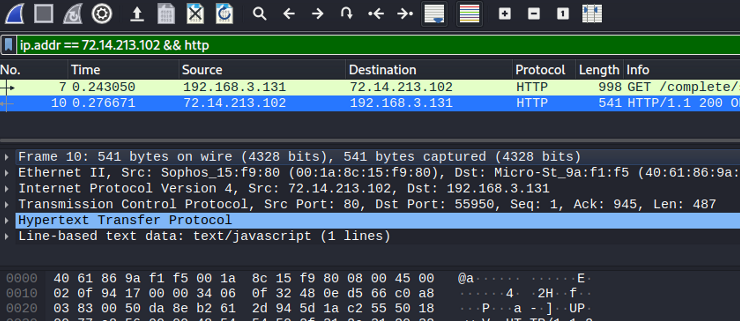 ip.addr == 72.14.213.102 && http
No. Time Source Destination Protocol Length Info
7 0.243050 192.168.3.131 72.14.213.102 HTTP 998 GET /complete/
10 0.276671 72.14.213.102 192.168.3.131 HTTP 541 HTTP/1.1 200
Frame 10: 541 bytes on wire (4328 bits), 541 bytes captured (4328 bits)
Ethernet II, Src: Sophos_15:f9:80 (00:1a:8c:15:f9:80), Dst: Micro-St_9a:f1:f5 (40:61:86:9a:
Internet Protocol Version 4, Src: 72.14.213.102, Dst: 192.168.3.131
Transmission Control Protocol, Src Port: 80, Dst Port: 55950, Seq: 1, Ack: 945, Len: 487
Hypertext Transfer Protocol
Line-based text data: text/javascript (1 lines)
0000 40 61 86 9a f1 f5 00 1a 8c 15 f9 80 08 00 45 00 @a······ ······E·
0010 02 0f 94 17 00 00 34 06 0f 32 48 0e d5 66 c0 a8 ······4· ·2H··f··
0020 03 83 00 50 da 8e b2 61 2d 94 5d 1a c2 55 50 18 ···P···a -·]··UP·